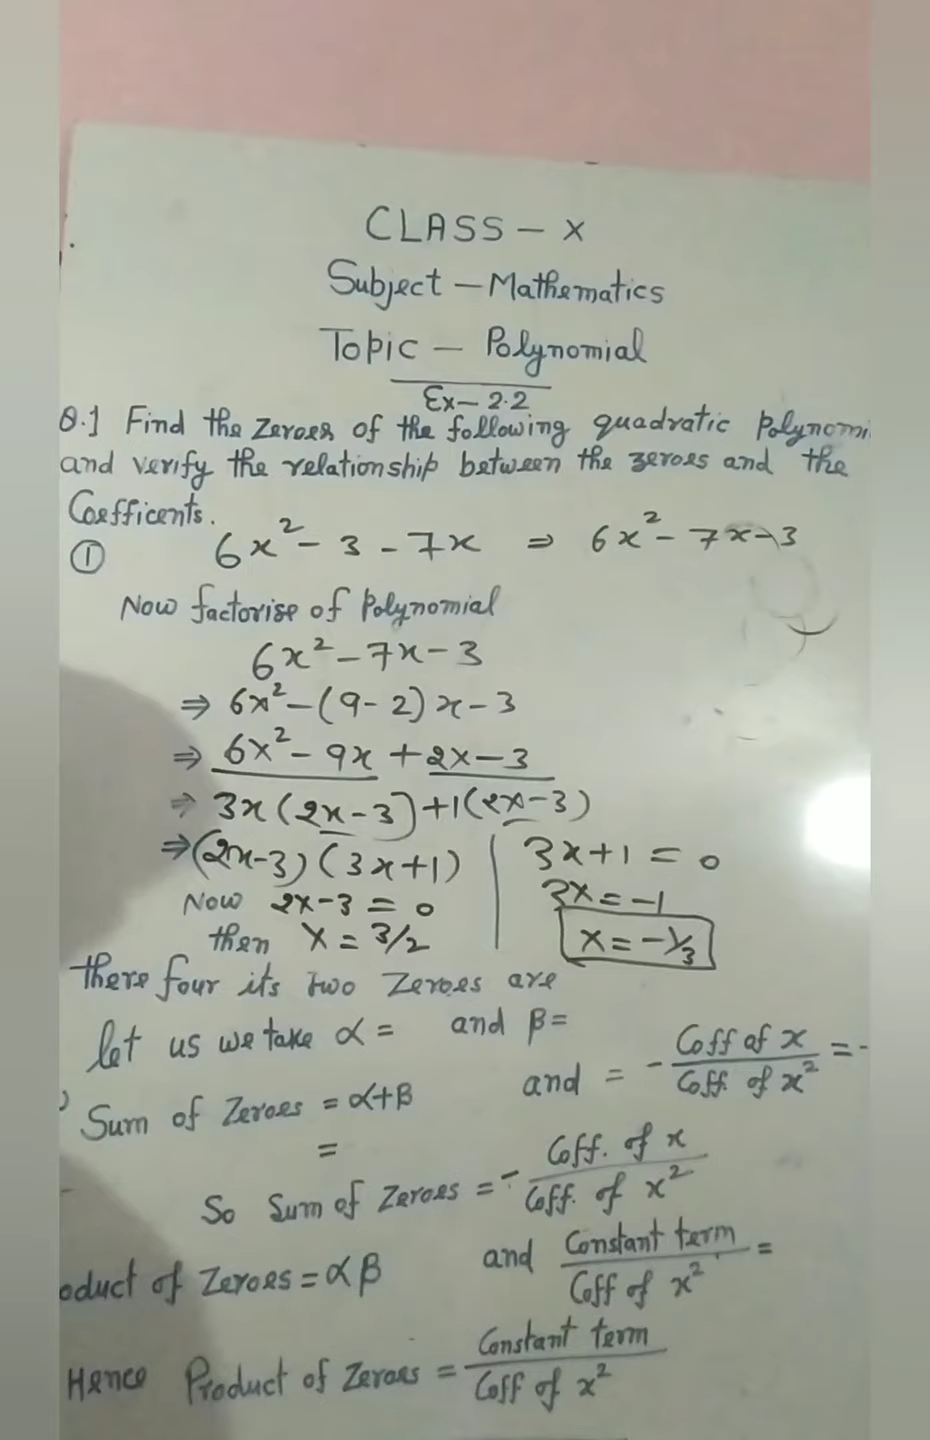 CLASS - X
Subject - Mathematics
Topic - Polynomial
Ex- 2.2
Q.1 Find the Zeroes of the following quadratic Polynomi
and verify the relationship between the zeroes and the
Coefficents.
① 6x² - 3 - 7x ⇒ 6x² - 7x - 3
Now factorise of Polynomial
6x² - 7x - 3
⇒ 6x² - (9 - 2) x - 3
⇒ 6x² - 9x + 2x - 3
⇒ 3x (2x - 3) + 1(2x - 3)
⇒ (2x - 3) (3x + 1) | 3x + 1 = 0
Now 2x - 3 = 0 | 3x = -1
then x = 3/2 | x = -1/3
there four its two Zeroes are
let us we take α = and β =
Sum of Zeroes = α+β and = - Coff of x / Coff. of x² = -
=
So Sum of Zeroes = - Coff. of x / Coff. of x²
oduct of Zeroes = αβ and Constant term / Coff of x² =
Hence Product of Zeroes = Constant term / Coff of x²